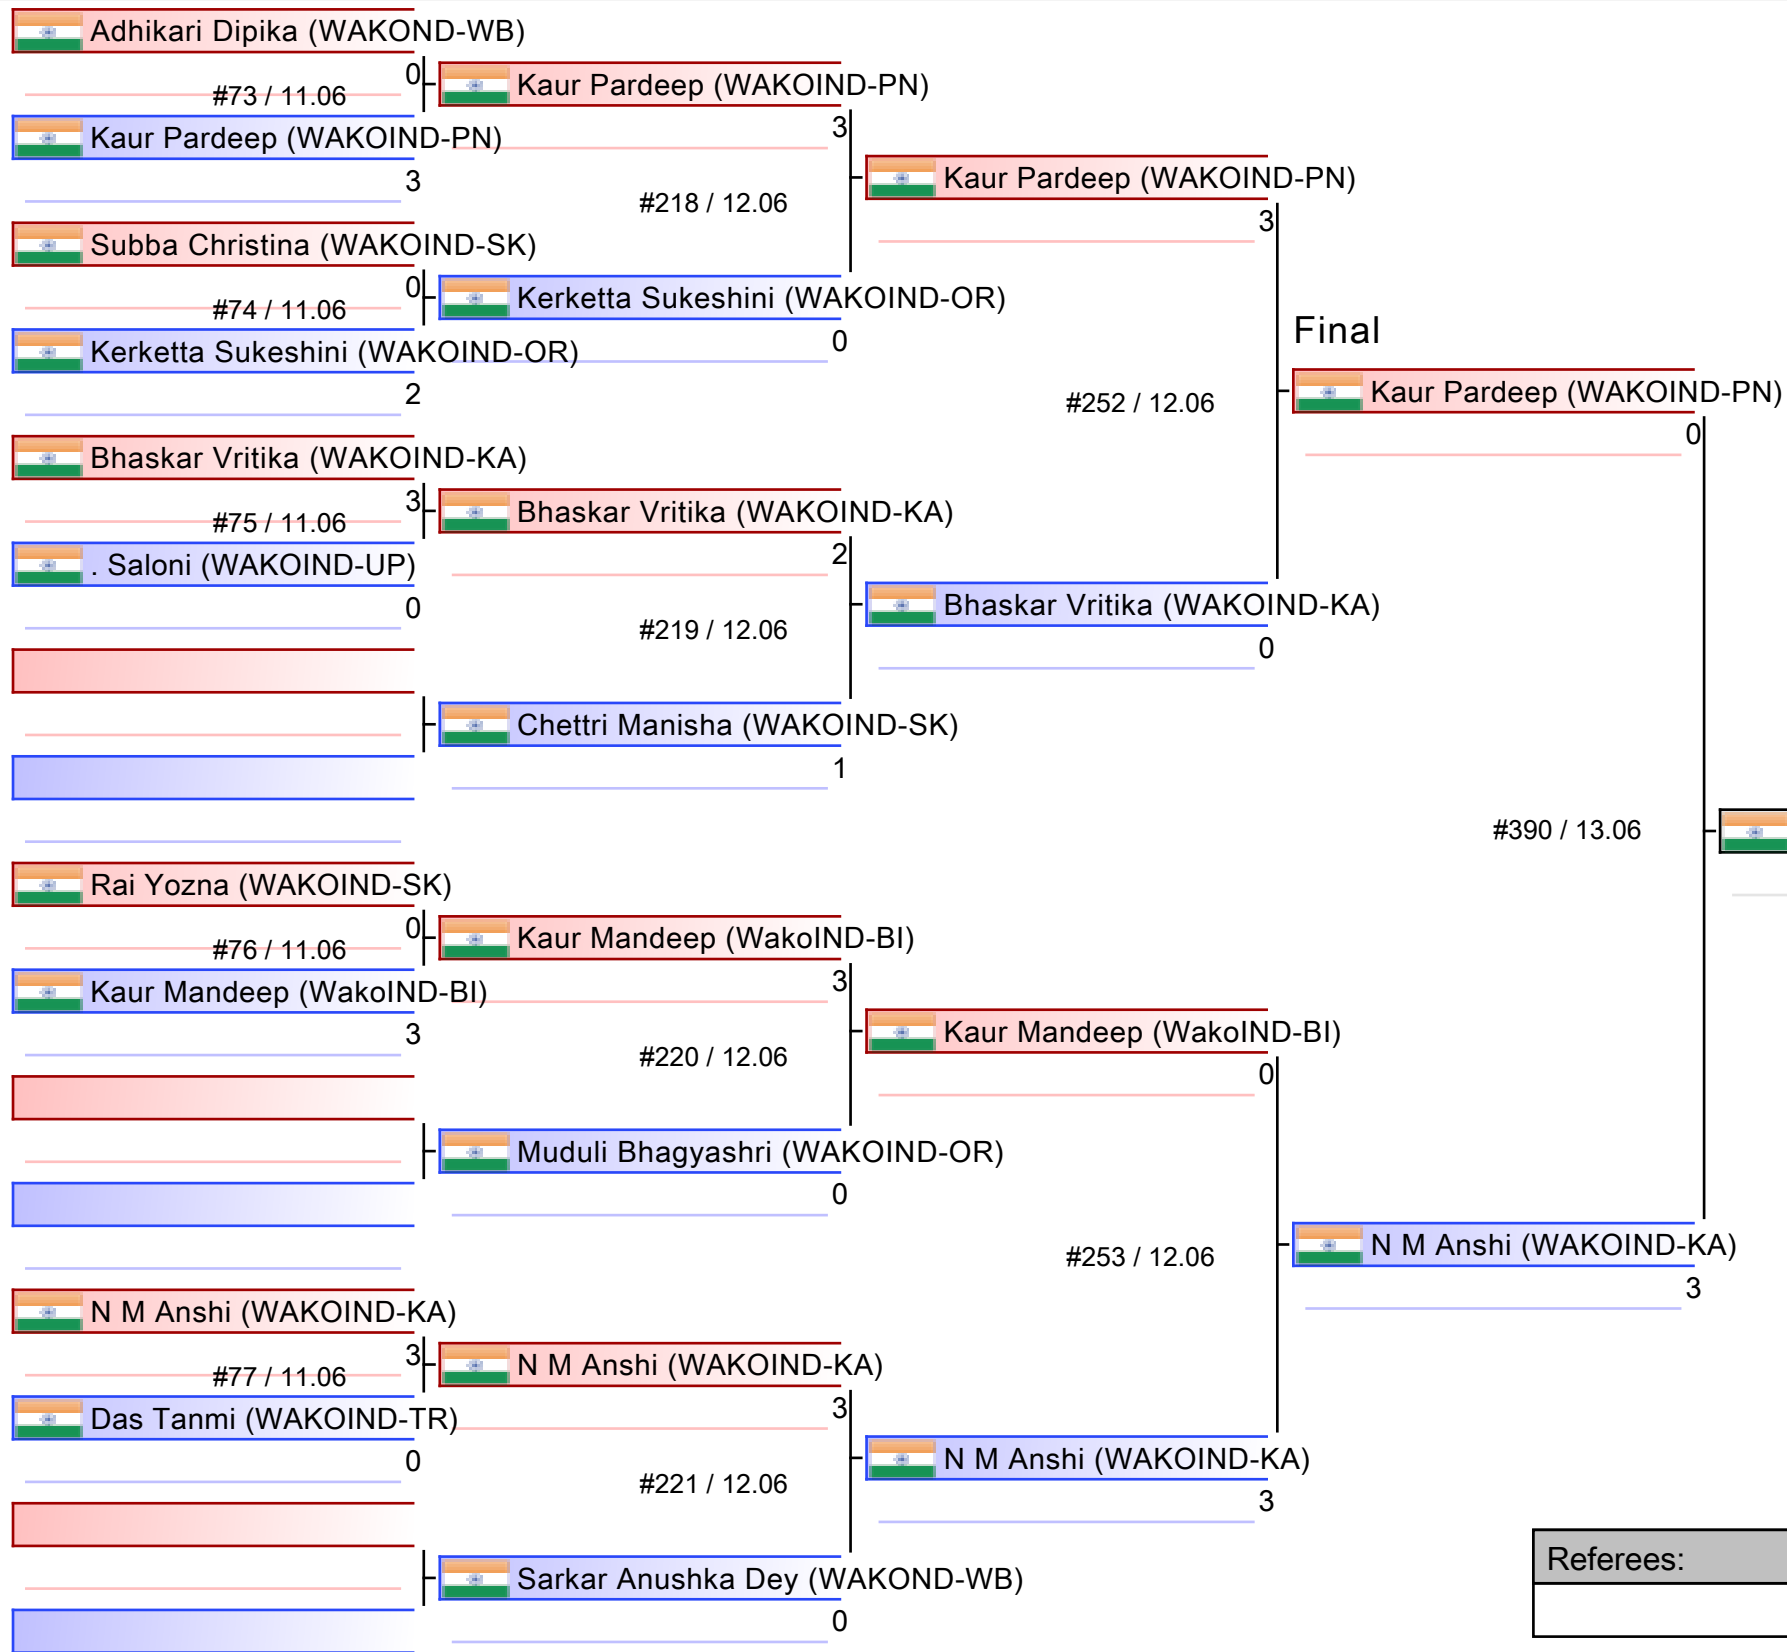 Adhikari Dipika (WAKOND-WB)
0
#73 / 11.06
Kaur Pardeep (WAKOIND-PN)
3
Subba Christina (WAKOIND-SK)
0
#74 / 11.06
Kerketta Sukeshini (WAKOIND-OR)
2
Bhaskar Vritika (WAKOIND-KA)
3
#75 / 11.06
. Saloni (WAKOIND-UP)
0
Rai Yozna (WAKOIND-SK)
0
#76 / 11.06
Kaur Mandeep (WakoIND-BI)
3
N M Anshi (WAKOIND-KA)
3
#77 / 11.06
Das Tanmi (WAKOIND-TR)
0
Kaur Pardeep (WAKOIND-PN)
3
#218 / 12.06
Kerketta Sukeshini (WAKOIND-OR)
0
Bhaskar Vritika (WAKOIND-KA)
2
#219 / 12.06
Chettri Manisha (WAKOIND-SK)
1
Kaur Mandeep (WakoIND-BI)
3
#220 / 12.06
Muduli Bhagyashri (WAKOIND-OR)
0
N M Anshi (WAKOIND-KA)
3
#221 / 12.06
Sarkar Anushka Dey (WAKOND-WB)
0
Kaur Pardeep (WAKOIND-PN)
3
#252 / 12.06
Bhaskar Vritika (WAKOIND-KA)
0
Kaur Mandeep (WakoIND-BI)
0
#253 / 12.06
N M Anshi (WAKOIND-KA)
3
Final
Kaur Pardeep (WAKOIND-PN)
0
#390 / 13.06
N M Anshi (WAKOIND-KA)
3
Referees: